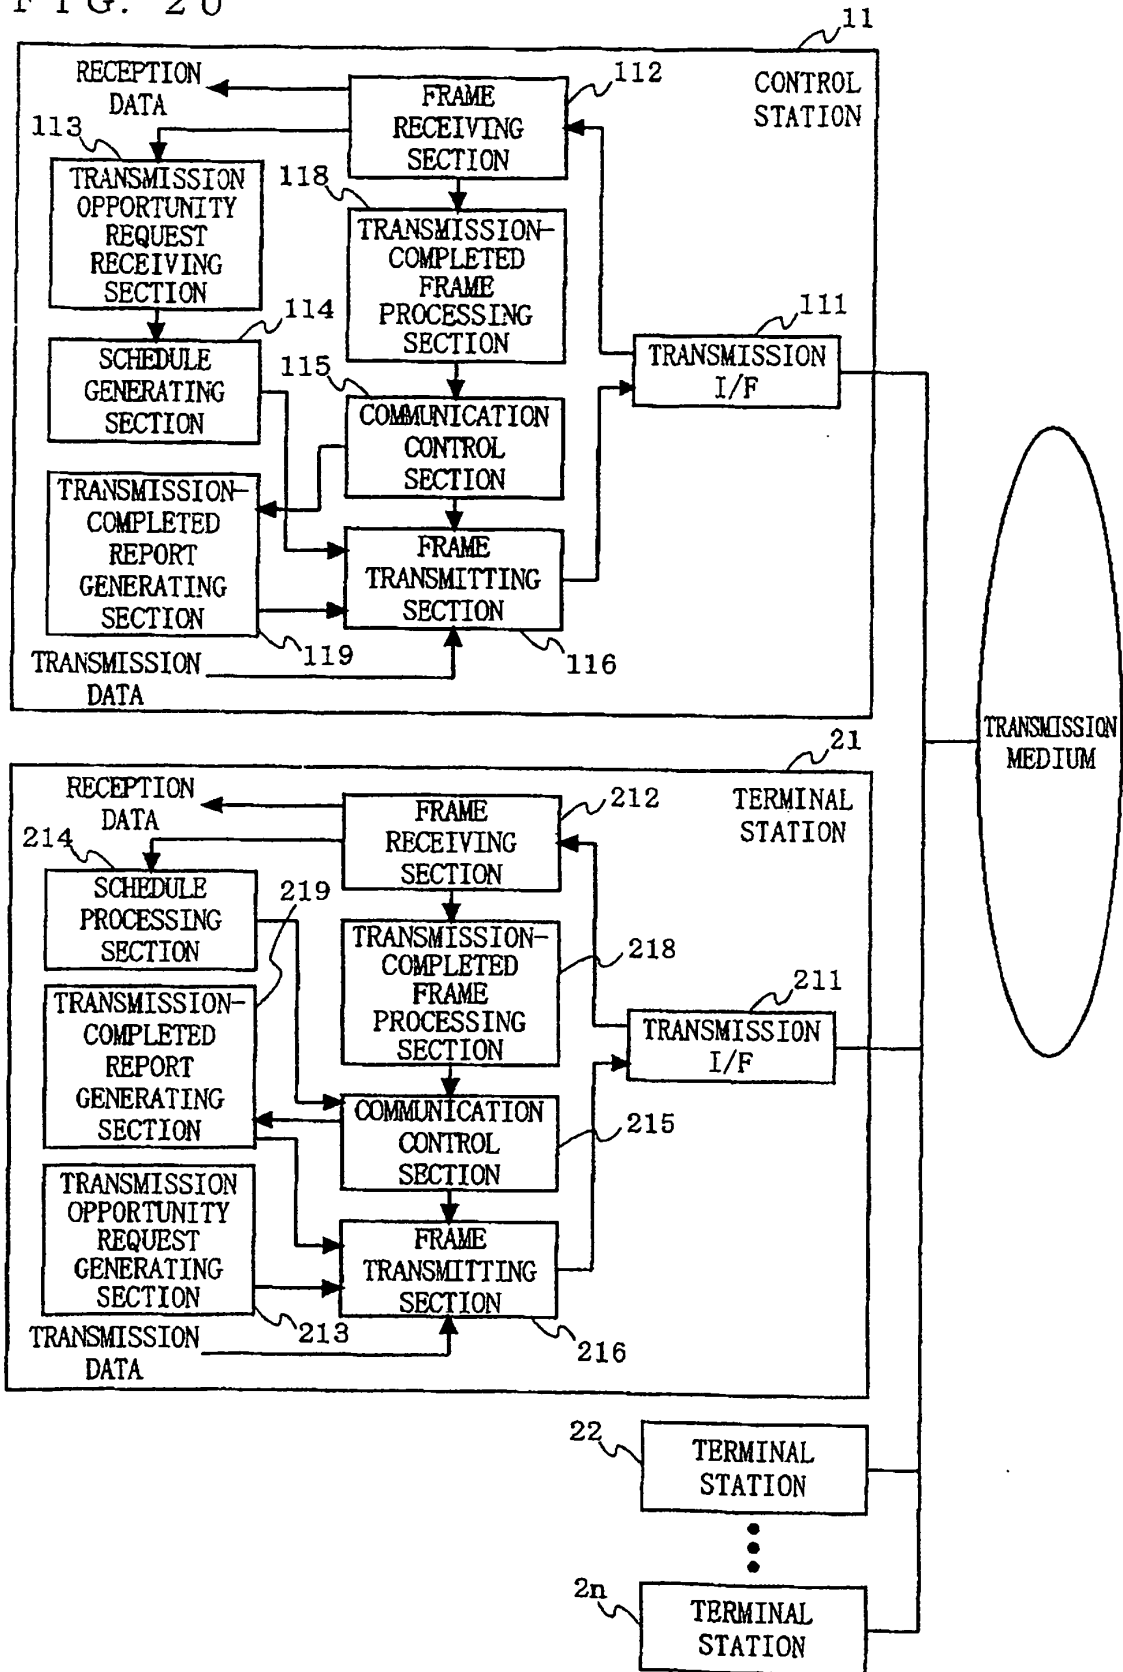 FIG. 20
11
CONTROL
STATION
RECEPTION
DATA
112
FRAME
RECEIVING
SECTION
113
TRANSMISSION
OPPORTUNITY
REQUEST
RECEIVING
SECTION
118
TRANSMISSION-
COMPLETED
FRAME
PROCESSING
SECTION
111
TRANSMISSION
I/F
114
SCHEDULE
GENERATING
SECTION
115
COMMUNICATION
CONTROL
SECTION
TRANSMISSION-
COMPLETED
REPORT
GENERATING
SECTION
119
FRAME
TRANSMITTING
SECTION
116
TRANSMISSION
DATA
TRANSMISSION
MEDIUM
21
TERMINAL
STATION
RECEPTION
DATA
212
FRAME
RECEIVING
SECTION
214
SCHEDULE
PROCESSING
SECTION
219
TRANSMISSION-
COMPLETED
FRAME
PROCESSING
SECTION
218
211
TRANSMISSION
I/F
TRANSMISSION-
COMPLETED
REPORT
GENERATING
SECTION
COMMUNICATION
CONTROL
SECTION
215
TRANSMISSION
OPPORTUNITY
REQUEST
GENERATING
SECTION
213
FRAME
TRANSMITTING
SECTION
216
TRANSMISSION
DATA
22
TERMINAL
STATION
2n
TERMINAL
STATION